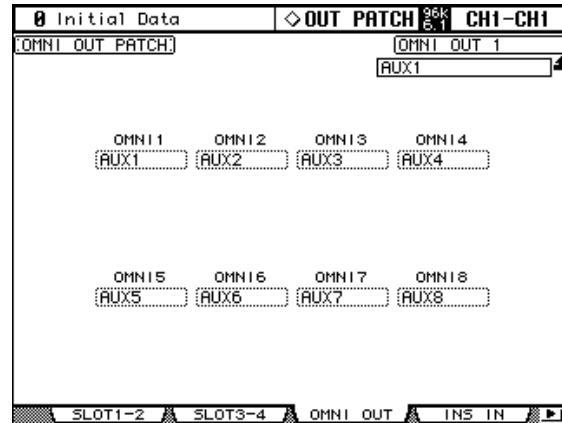 0 Initial Data ◇OUT PATCH 96k 6.1 CH1-CH1
OMNI OUT PATCH OMNI OUT 1
AUX1
OMNI1 OMNI2 OMNI3 OMNI4
AUX1 AUX2 AUX3 AUX4
OMNI5 OMNI6 OMNI7 OMNI8
AUX5 AUX6 AUX7 AUX8
SLOT1-2 SLOT3-4 OMNI OUT INS IN